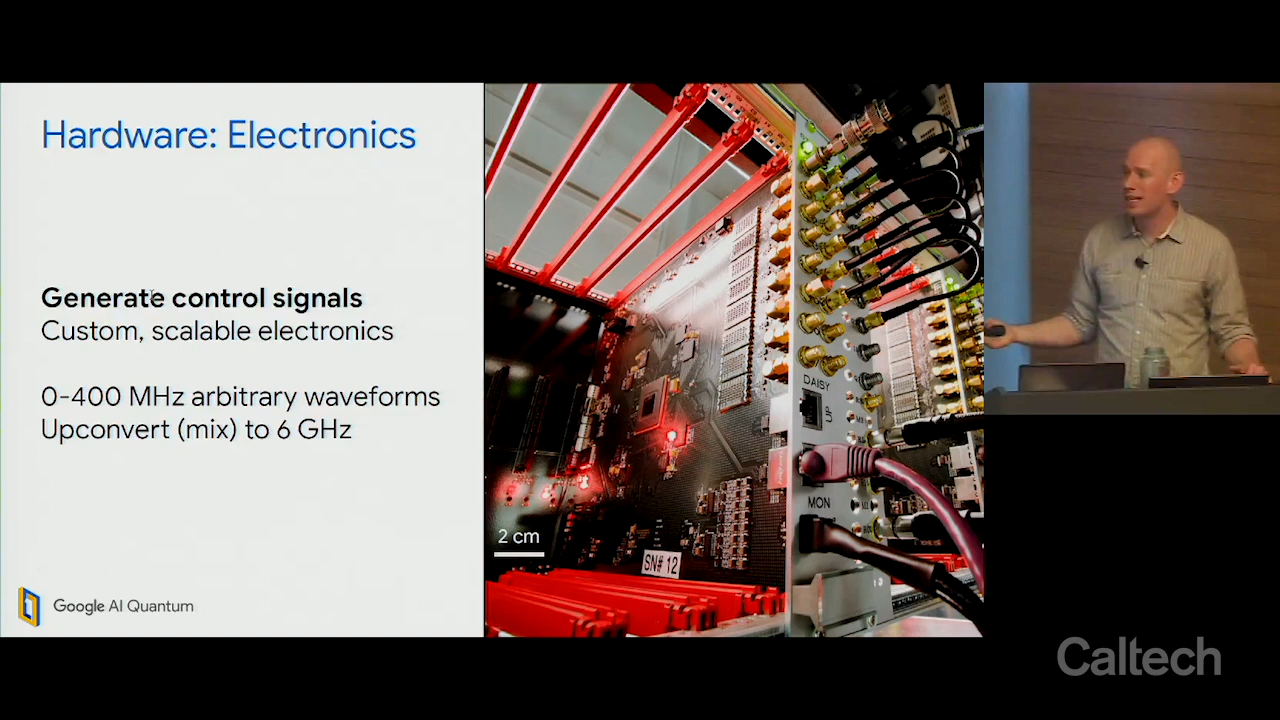 Hardware: Electronics
Generate control signals
Custom, scalable electronics
0-400 MHz arbitrary waveforms
Upconvert (mix) to 6 GHz
Google AI Quantum
2 cm
SN# 12
DAISY
UP
MON
Caltech